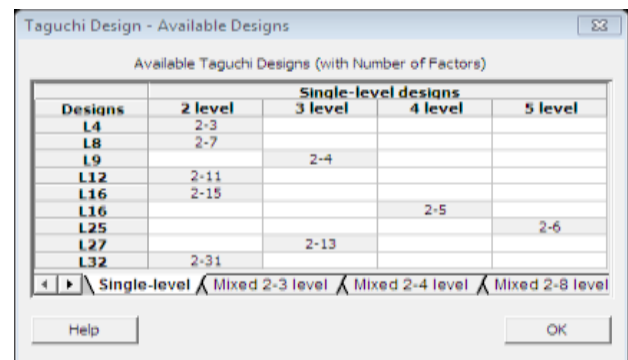 Taguchi Design - Available Designs
Available Taguchi Designs (with Number of Factors)
Single-level designs
Designs 2 level 3 level 4 level 5 level
L4 2-3
L8 2-7
L9 2-4
L12 2-11
L16 2-15
L16 2-5
L25 2-6
L27 2-13
L32 2-31
Single-level Mixed 2-3 level Mixed 2-4 level Mixed 2-8 level
Help OK